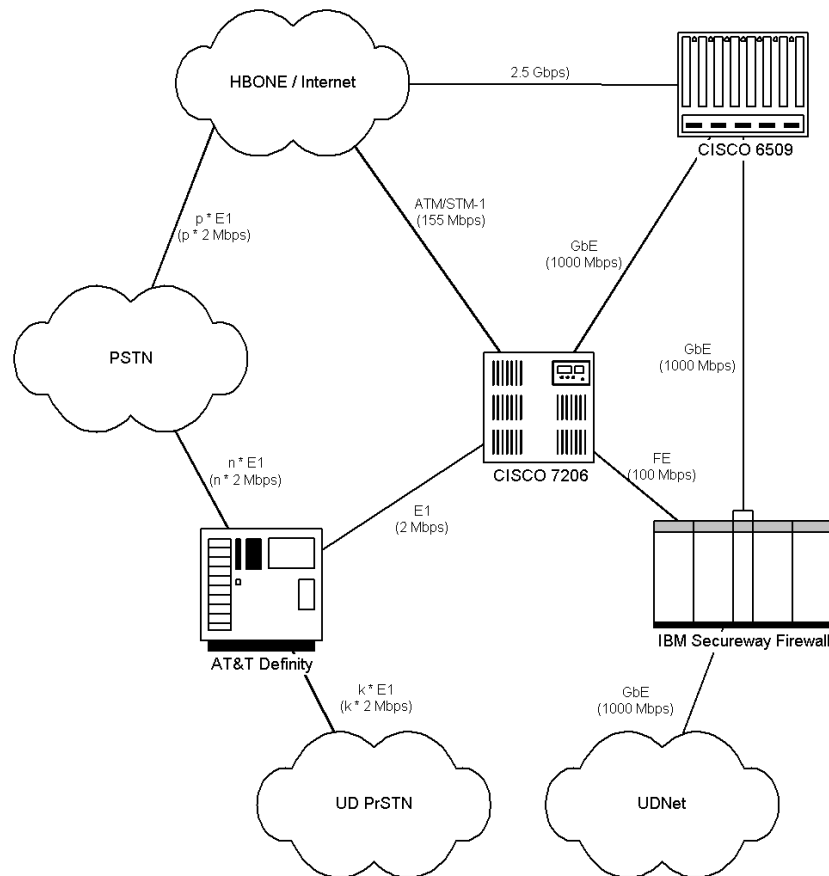 HBONE / Internet
2.5 Gbps)
CISCO 6509
ATM/STM-1
(155 Mbps)
p * E1
(p * 2 Mbps)
GbE
(1000 Mbps)
PSTN
GbE
(1000 Mbps)
n * E1
(n * 2 Mbps)
CISCO 7206
FE
(100 Mbps)
E1
(2 Mbps)
AT&T Definity
IBM Secureway Firewall
k * E1
(k * 2 Mbps)
GbE
(1000 Mbps)
UD PrSTN
UDNet